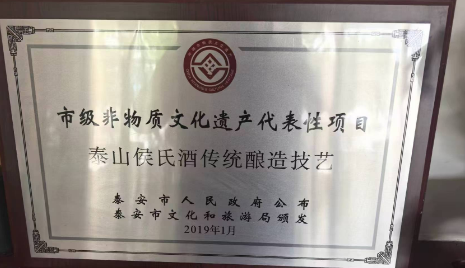 市级非物质文化遗产代表性项目
泰山侯氏酒传统酿造技艺
泰安市人民政府公布
泰安市文化和旅游局颁发
2019年1月